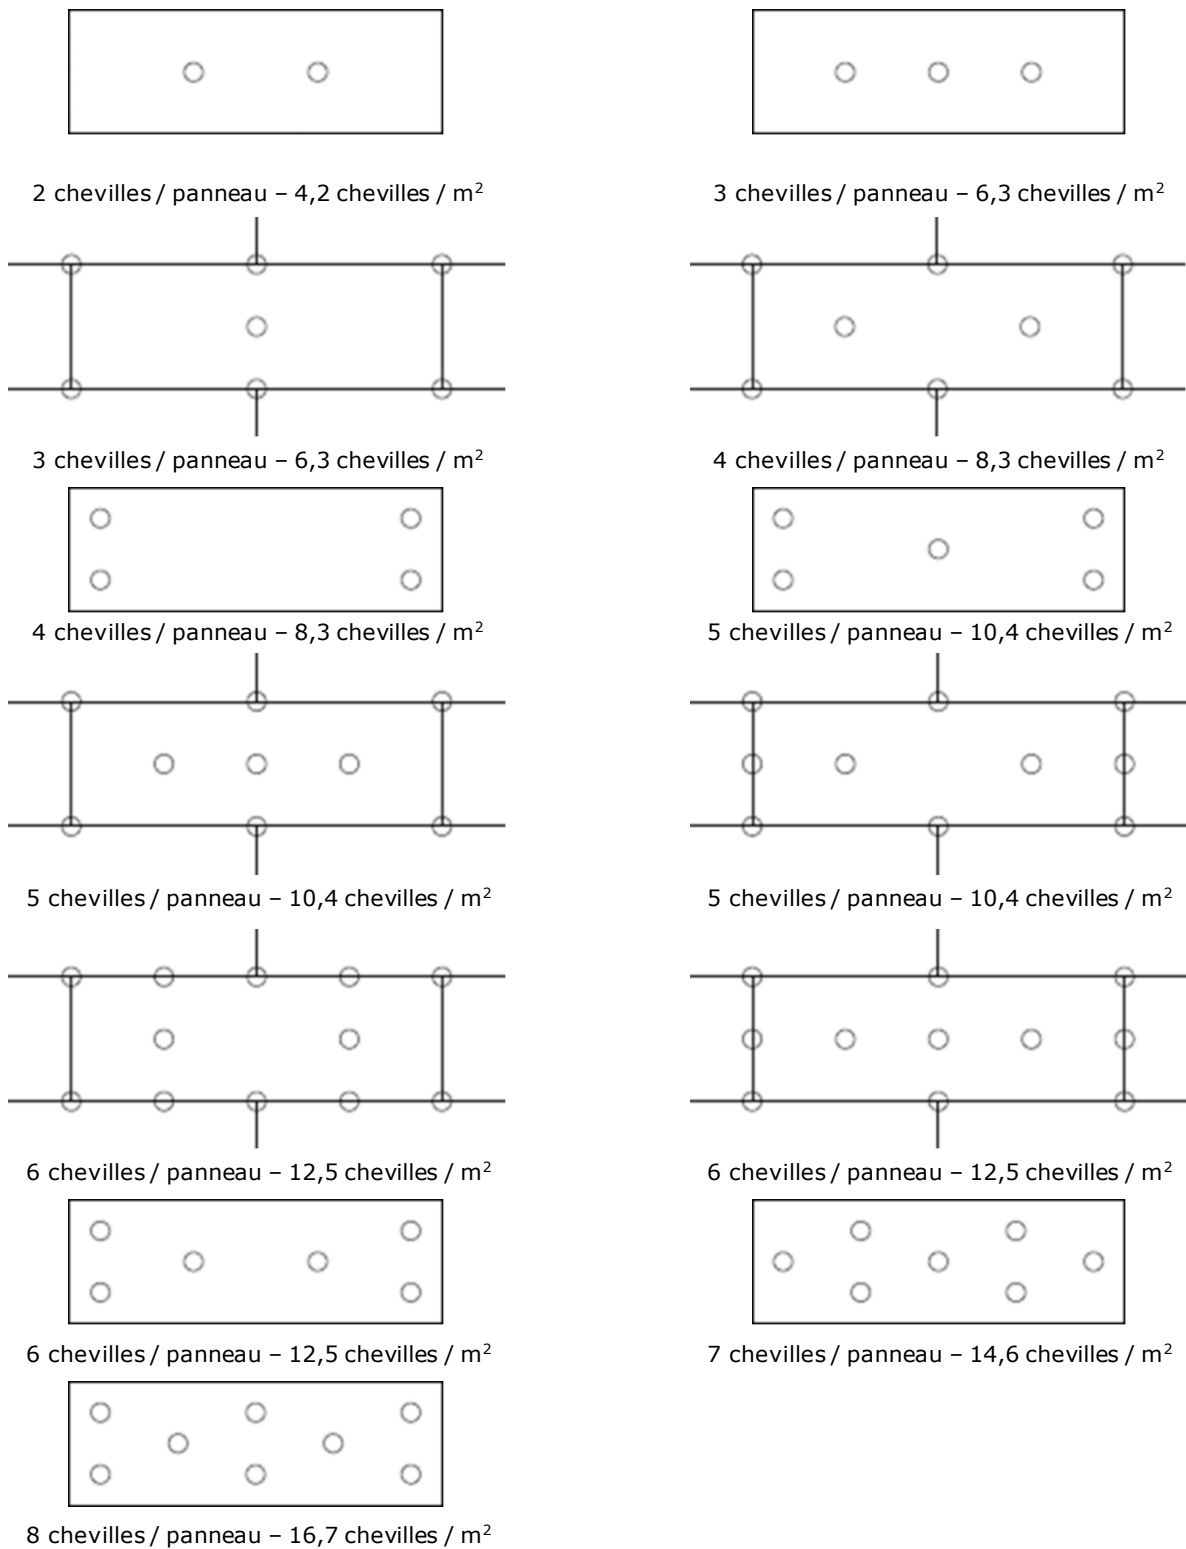 2 chevilles / panneau – 4,2 chevilles / m²
3 chevilles / panneau – 6,3 chevilles / m²
3 chevilles / panneau – 6,3 chevilles / m²
4 chevilles / panneau – 8,3 chevilles / m²
4 chevilles / panneau – 8,3 chevilles / m²
5 chevilles / panneau – 10,4 chevilles / m²
5 chevilles / panneau – 10,4 chevilles / m²
5 chevilles / panneau – 10,4 chevilles / m²
6 chevilles / panneau – 12,5 chevilles / m²
6 chevilles / panneau – 12,5 chevilles / m²
6 chevilles / panneau – 12,5 chevilles / m²
7 chevilles / panneau – 14,6 chevilles / m²
8 chevilles / panneau – 16,7 chevilles / m²